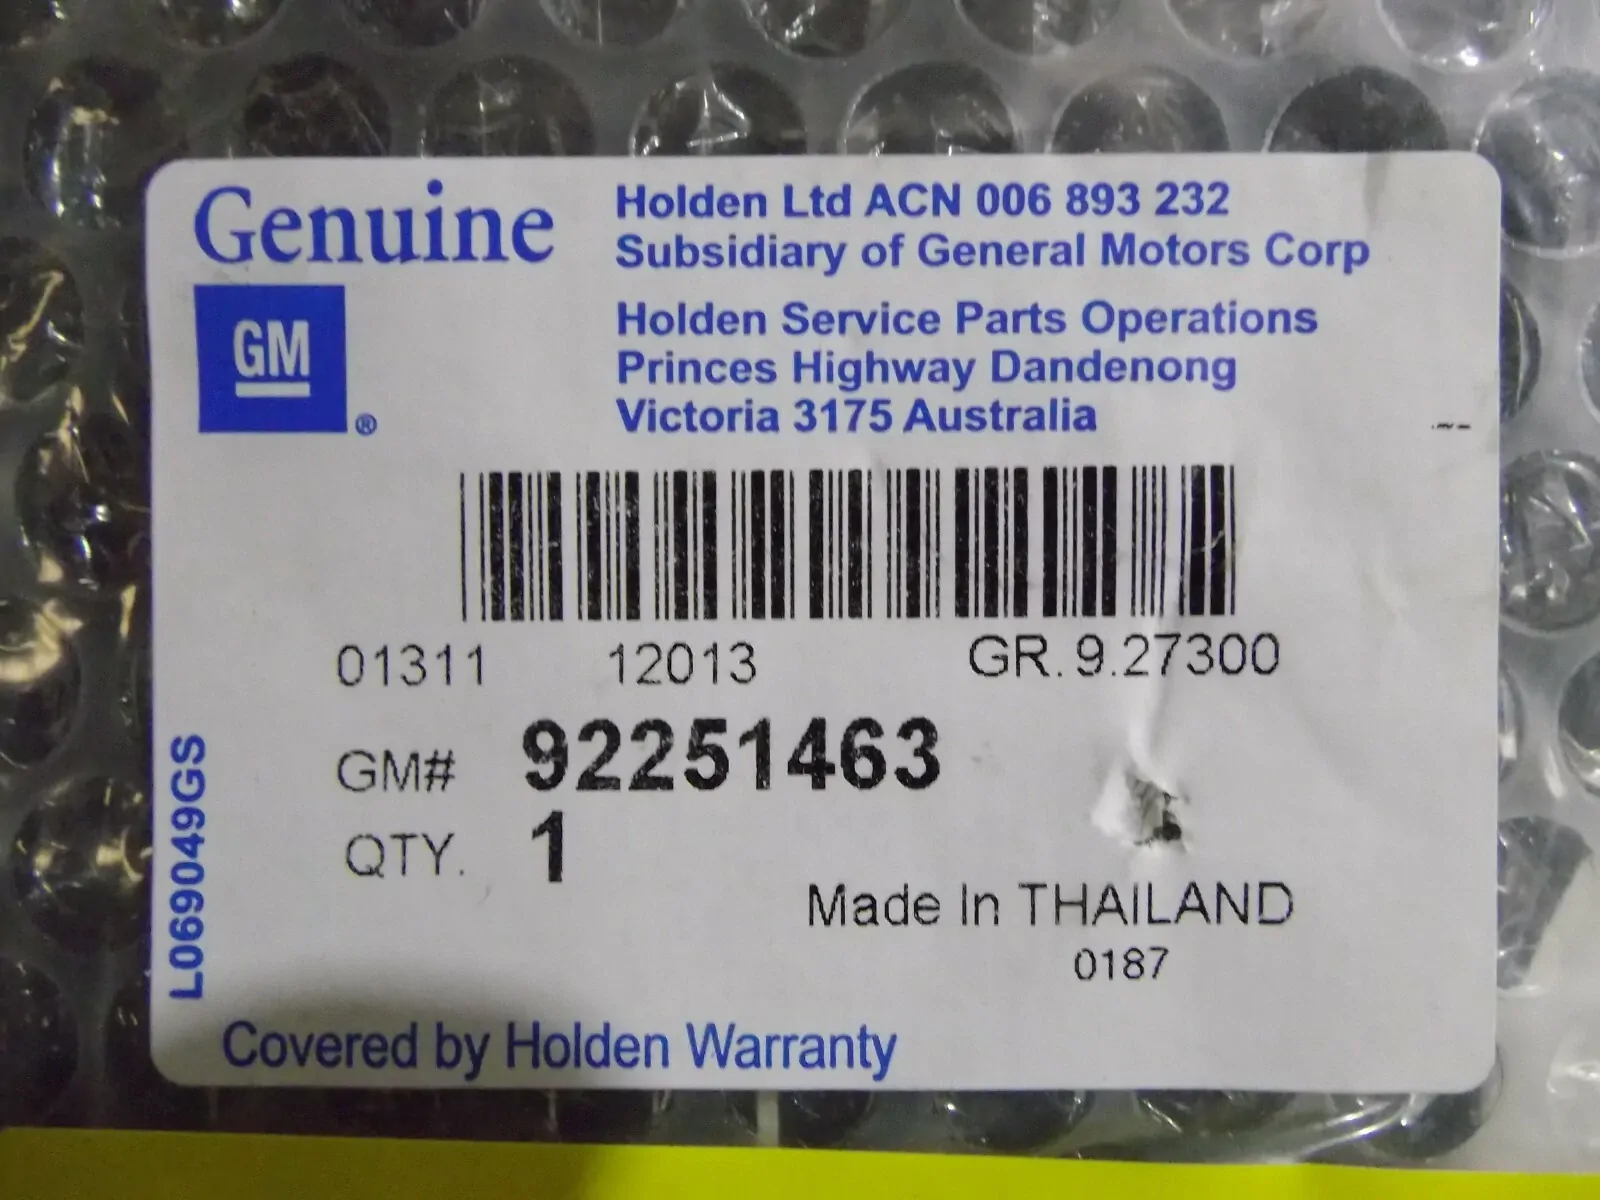 Genuine
GM
®
Holden Ltd ACN 006 893 232
Subsidiary of General Motors Corp
Holden Service Parts Operations
Princes Highway Dandenong
Victoria 3175 Australia
01311 12013 GR. 9.27300
GM# 92251463
QTY. 1
Made In THAILAND
0187
L069049GS
Covered by Holden Warranty